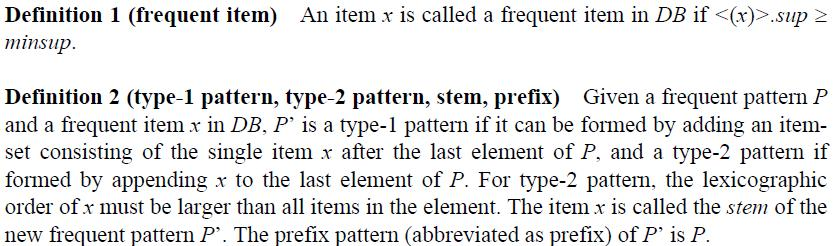 Definition 1 (frequent item) An item x is called a frequent item in DB if <(x)>.sup ≥
minsup.
Definition 2 (type-1 pattern, type-2 pattern, stem, prefix) Given a frequent pattern P
and a frequent item x in DB, P’ is a type-1 pattern if it can be formed by adding an item-
set consisting of the single item x after the last element of P, and a type-2 pattern if
formed by appending x to the last element of P. For type-2 pattern, the lexicographic
order of x must be larger than all items in the element. The item x is called the stem of the
new frequent pattern P’. The prefix pattern (abbreviated as prefix) of P’ is P.